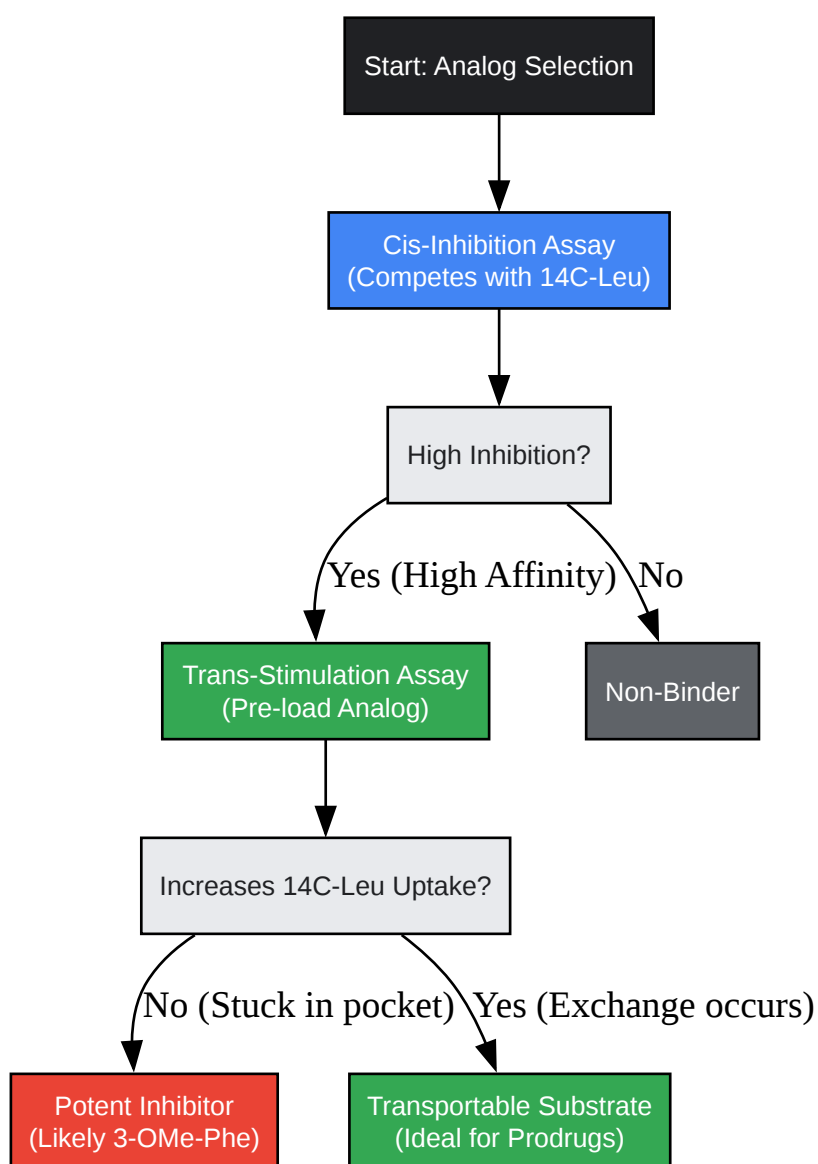 Start: Analog Selection
Cis-Inhibition Assay
(Competes with 14C-Leu)
High Inhibition?
Yes (High Affinity)
No
Trans-Stimulation Assay
(Pre-load Analog)
Non-Binder
Increases 14C-Leu Uptake?
No (Stuck in pocket)
Yes (Exchange occurs)
Potent Inhibitor
(Likely 3-OMe-Phe)
Transportable Substrate
(Ideal for Prodrugs)